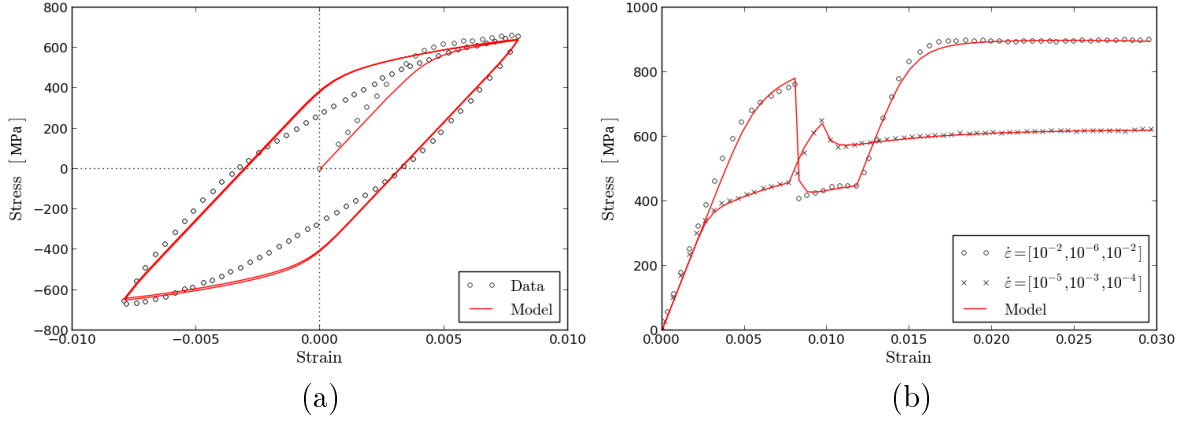 800
600
400
200
0
−200
−400
−600
−800
−0.010
−0.005
0.000
0.005
0.010
Stress [ MPa]
Strain
Data
Model
(a)
1000
800
600
400
200
0
0.000
0.005
0.010
0.015
0.020
0.025
0.030
Stress [ MPa]
Strain
ε̇=[10⁻²,10⁻⁶,10⁻²]
ε̇=[10⁻⁵,10⁻³,10⁻⁴]
Model
(b)